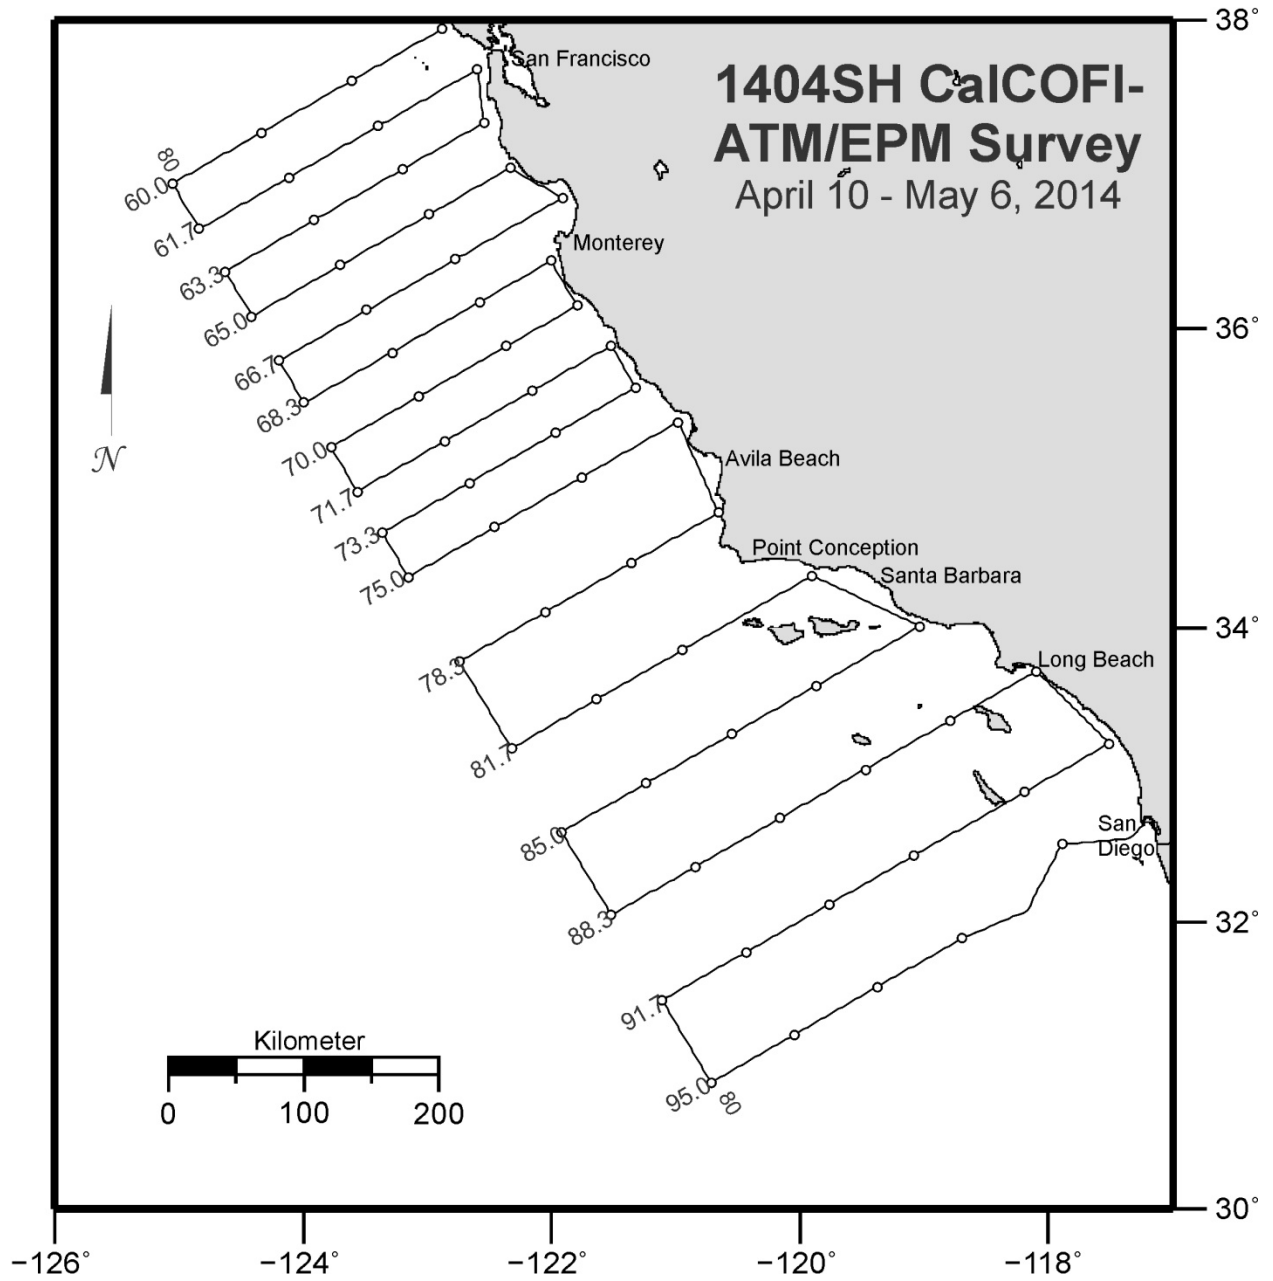 38°
San Francisco
1404SH CalCOFI-
ATM/EPM Survey
April 10 - May 6, 2014
80
60.0
61.7
Monterey
63.3
65.0
36°
66.7
68.3
N
70.0
Avila Beach
71.7
73.3
Point Conception
75.0
Santa Barbara
34°
Long Beach
78.3
81.7
San
Diego
85.0
88.3
32°
91.7
Kilometer
95.0
80
0 100 200
30°
−126° −124° −122° −120° −118°